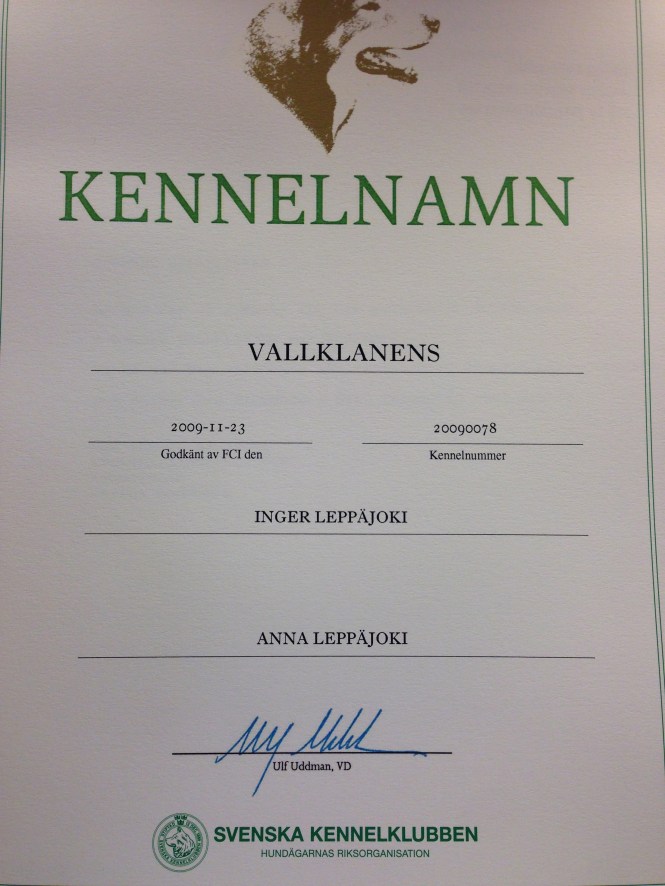 KENNELNAMN
VALLKLANENS
2009-11-23 20090078
Godkänt av FCI den Kennelnummer
INGER LEPPÄJOKI
ANNA LEPPÄJOKI
Ulf Uddman, VD
SVENSKA KENNELKLUBBEN
HUNDÄGARNAS RIKSORGANISATION